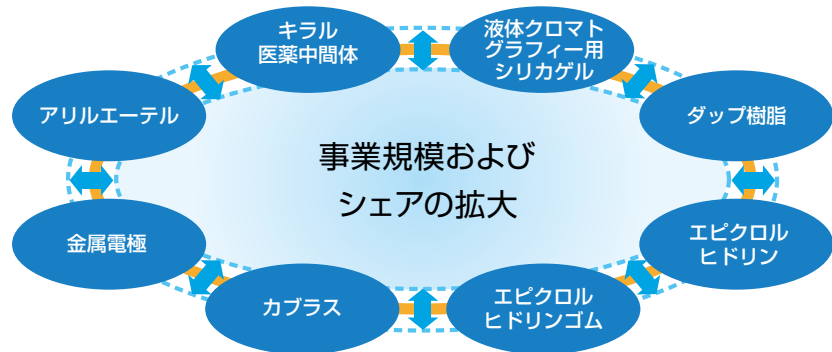 キラル
医薬中間体
液体クロマト
グラフィー用
シリカゲル
アリルエーテル
ダップ樹脂
事業規模および
シェアの拡大
金属電極
エピクロル
ヒドリン
カブラス
エピクロル
ヒドリンゴム